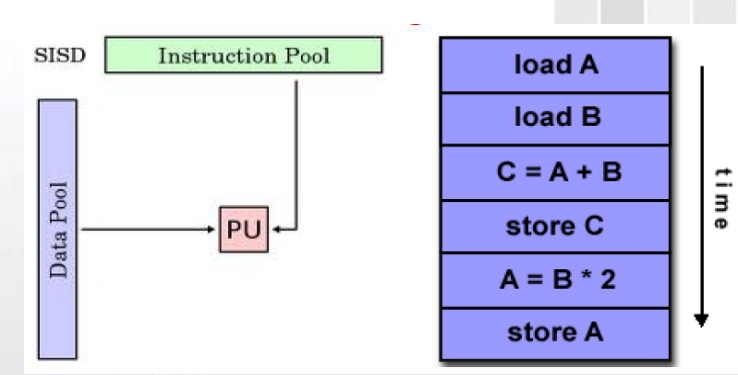 SISD
Instruction Pool
Data Pool
PU
load A
load B
C = A + B
store C
A = B * 2
store A
time